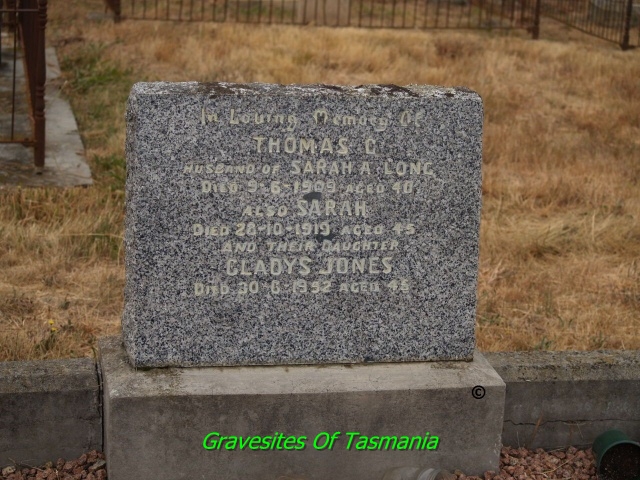 In Loving Memory Of
THOMAS C
HUSBAND OF SARAH A LONG
DIED 9-6-1909 AGED 40
ALSO SARAH
DIED 28-10-1919 AGED 45
AND THEIR DAUGHTER
GLADYS JONES
DIED 30-6-1952 AGED 45
©
Gravesites Of Tasmania